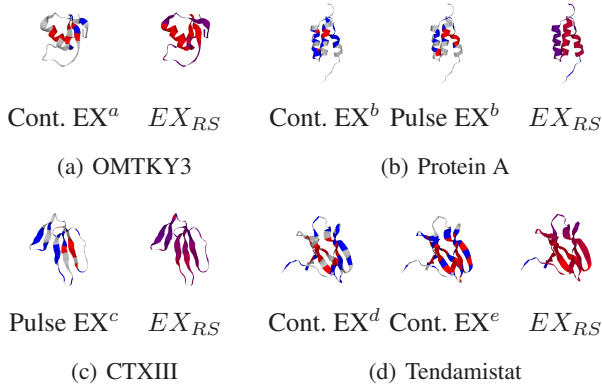 Cont. EX^a EX_RS Cont. EX^b Pulse EX^b EX_RS
(a) OMTKY3 (b) Protein A
Pulse EX^c EX_RS Cont. EX^d Cont. EX^e EX_RS
(c) CTXIII (d) Tendamistat